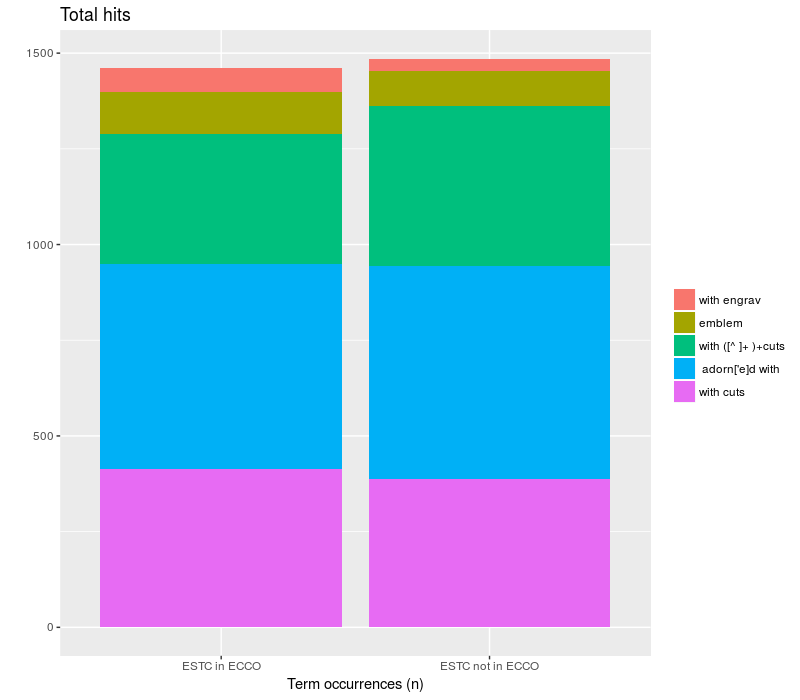 Total hits
1500
1000
500
0
ESTC in ECCO
ESTC not in ECCO
Term occurrences (n)
with engrav
emblem
with ([^ ]+ )+cuts
adorn['e]d with
with cuts